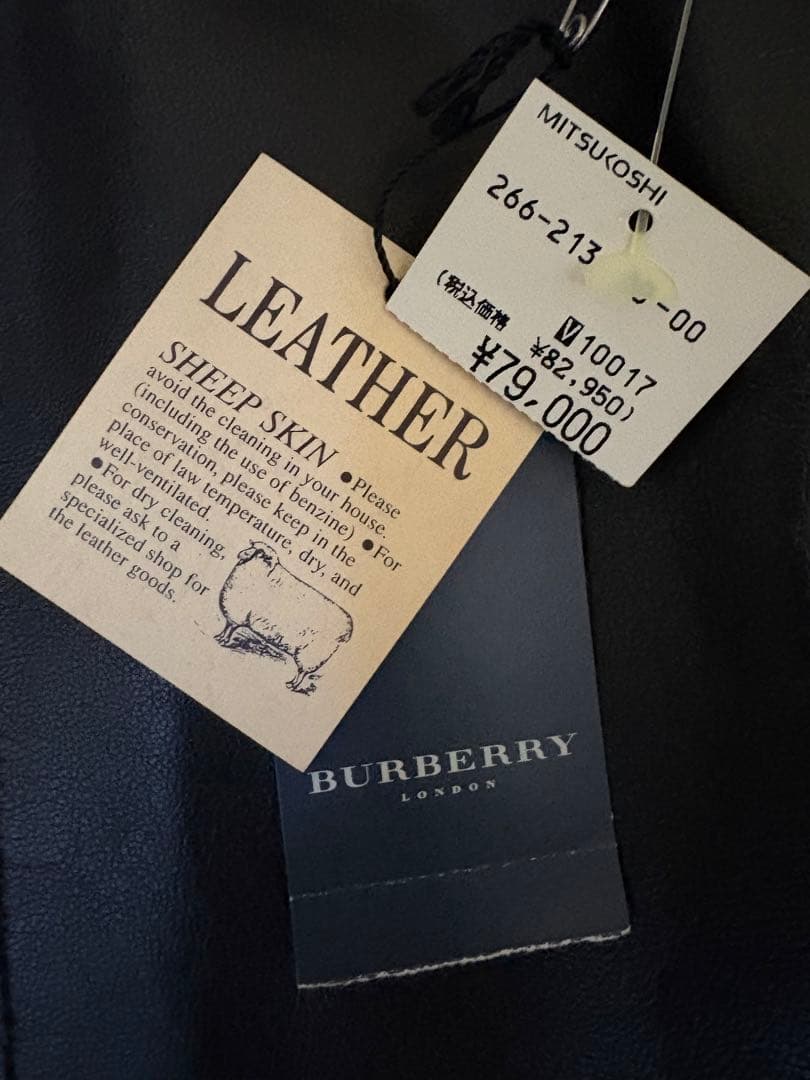 MITSUKOSHI
266-213
-00
V10017
(税込価格 ¥82,950)
¥79,000
LEATHER
SHEEP SKIN ●Please
avoid the cleaning in your house.
(including the use of benzine) ●For
conservation, please keep in the
place of law temperature, dry, and
well-ventilated.
●For dry cleaning,
please ask to a
specialized shop for
the leather goods.
BURBERRY
LONDON